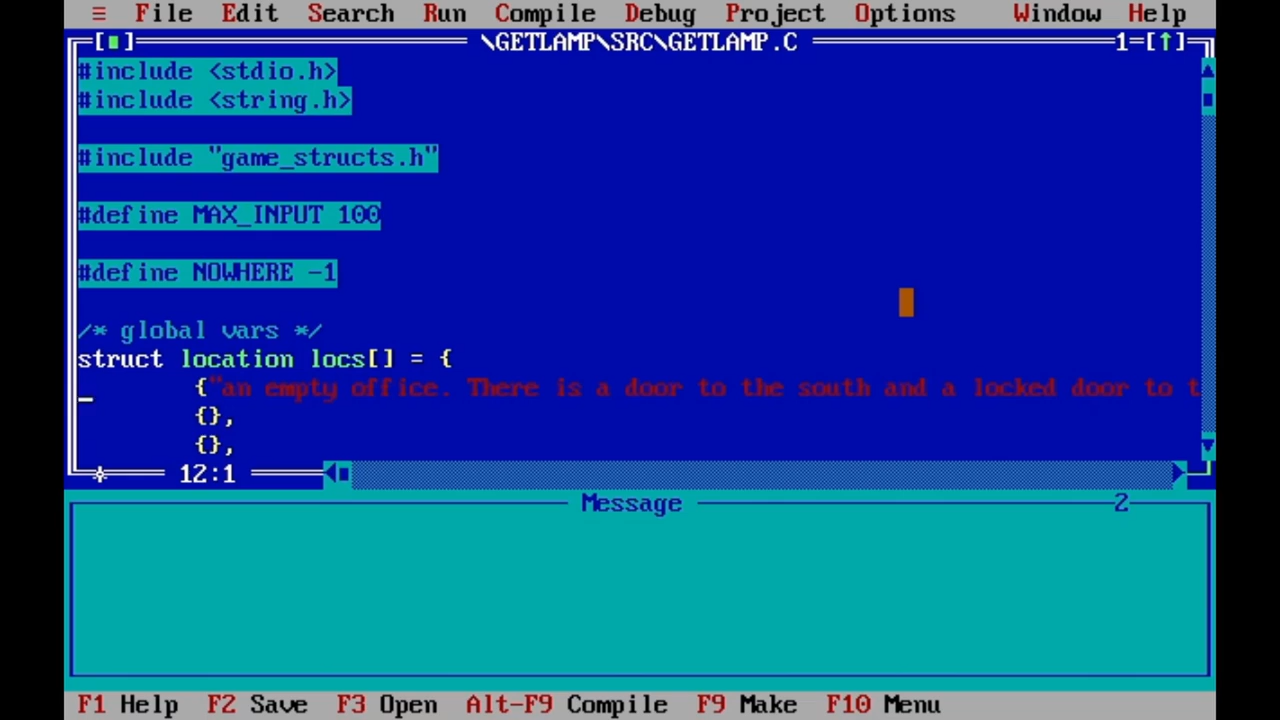 ≡ File Edit Search Run Compile Debug Project Options Window Help
[■] \GETLAMP\SRC\GETLAMP.C 1=[↑]
#include <stdio.h>
#include <string.h>
#include "game_structs.h"
#define MAX_INPUT 100
#define NOWHERE -1
/* global vars */
struct location locs[] = {
{"an empty office. There is a door to the south and a locked door to t
{},
{},
12:1
Message 2
F1 Help F2 Save F3 Open Alt-F9 Compile F9 Make F10 Menu